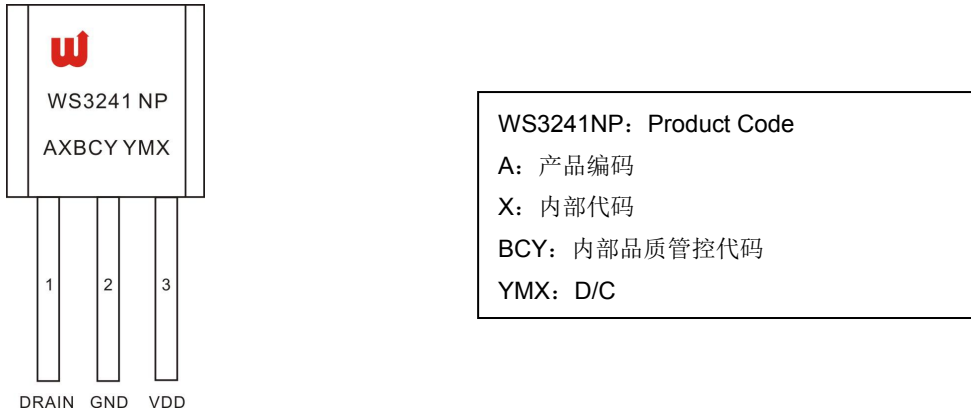 WS3241 NP
AXBCY YMX
1 2 3
DRAIN GND VDD
WS3241NP：Product Code
A：产品编码
X：内部代码
BCY：内部品质管控代码
YMX：D/C